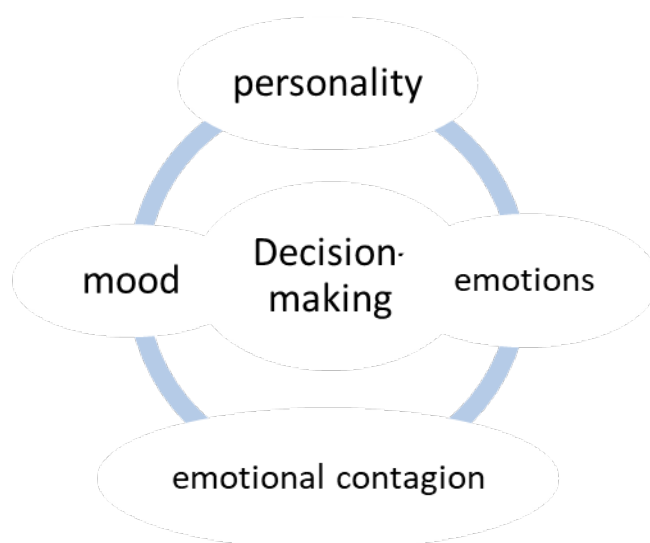 personality
Decision-
making
mood
emotions
emotional contagion